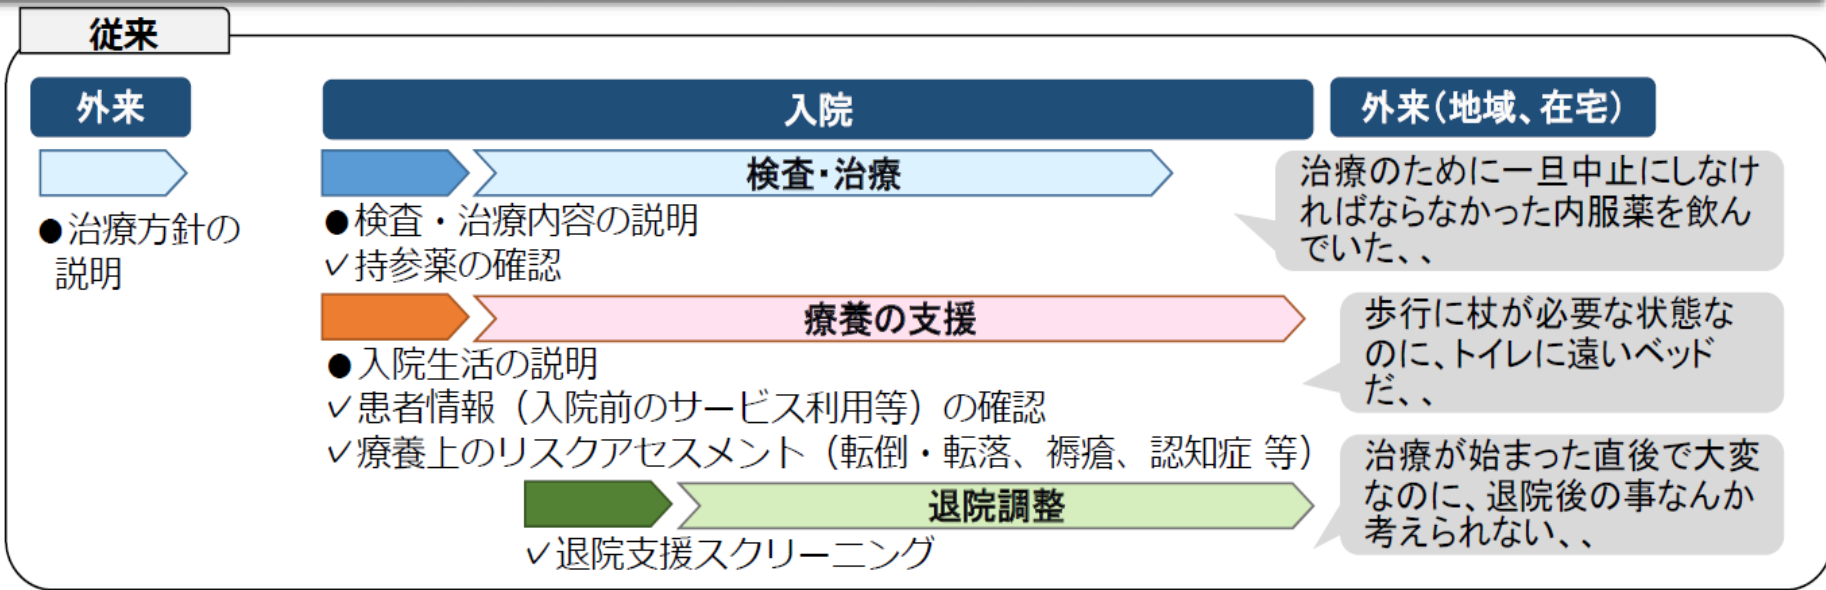 従来
外来
入院
外来(地域、在宅)
●治療方針の
説明
検査・治療
●検査・治療内容の説明
✓持参薬の確認
治療のために一旦中止にしなけ
ればならなかった内服薬を飲ん
でいた、、
療養の支援
●入院生活の説明
✓患者情報（入院前のサービス利用等）の確認
✓療養上のリスクアセスメント（転倒・転落、褥瘡、認知症 等）
歩行に杖が必要な状態な
のに、トイレに遠いベッド
だ、、
退院調整
✓退院支援スクリーニング
治療が始まった直後で大変
なのに、退院後の事なんか
考えられない、、